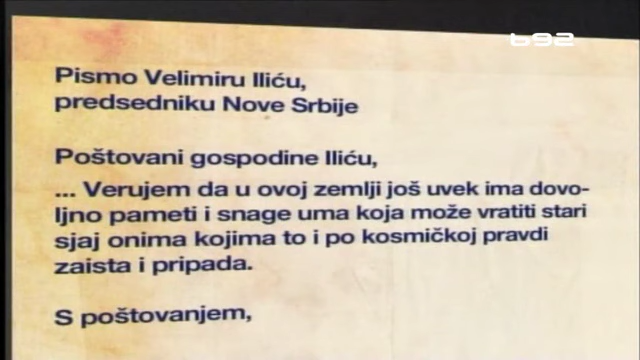 b92
Pismo Velimiru Iliću,
predsedniku Nove Srbije
Poštovani gospodine Iliću,
... Verujem da u ovoj zemlji još uvek ima dovo-
ljno pameti i snage uma koja može vratiti stari
sjaj onima kojima to i po kosmičkoj pravdi
zaista i pripada.
S poštovanjem,